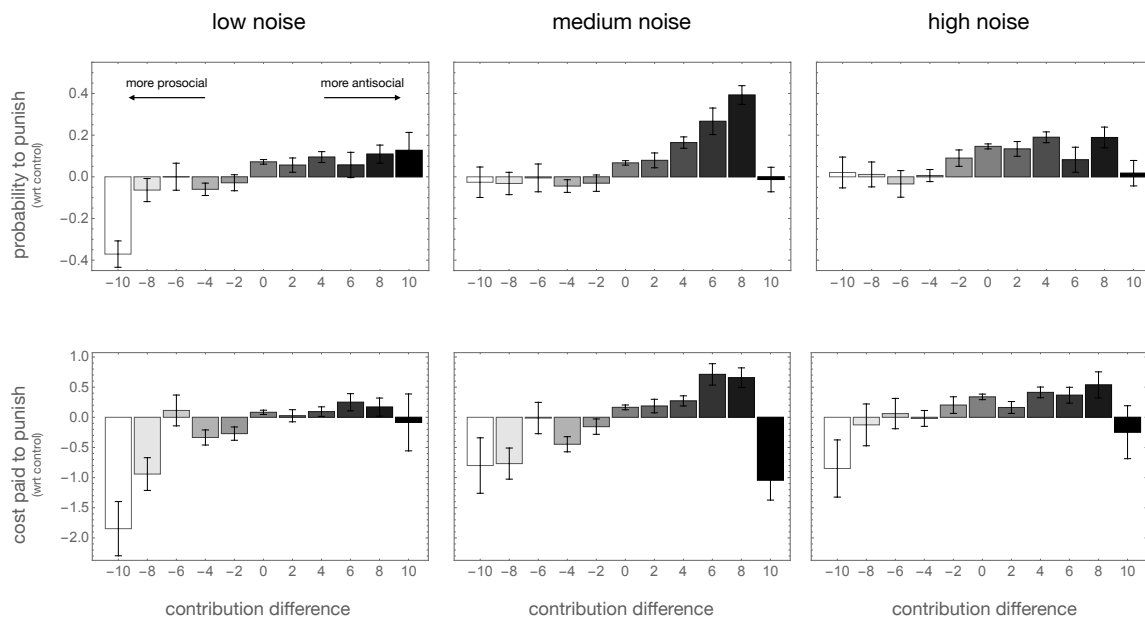 low noise medium noise high noise
more prosocial more antisocial
probability to punish
(wrt control)
0.4
0.2
0.0
−0.2
−0.4
−10 −8 −6 −4 −2 0 2 4 6 8 10
−10 −8 −6 −4 −2 0 2 4 6 8 10
−10 −8 −6 −4 −2 0 2 4 6 8 10
cost paid to punish
(wrt control)
1.0
0.5
0.0
−0.5
−1.0
−1.5
−2.0
−10 −8 −6 −4 −2 0 2 4 6 8 10
−10 −8 −6 −4 −2 0 2 4 6 8 10
−10 −8 −6 −4 −2 0 2 4 6 8 10
contribution difference contribution difference contribution difference